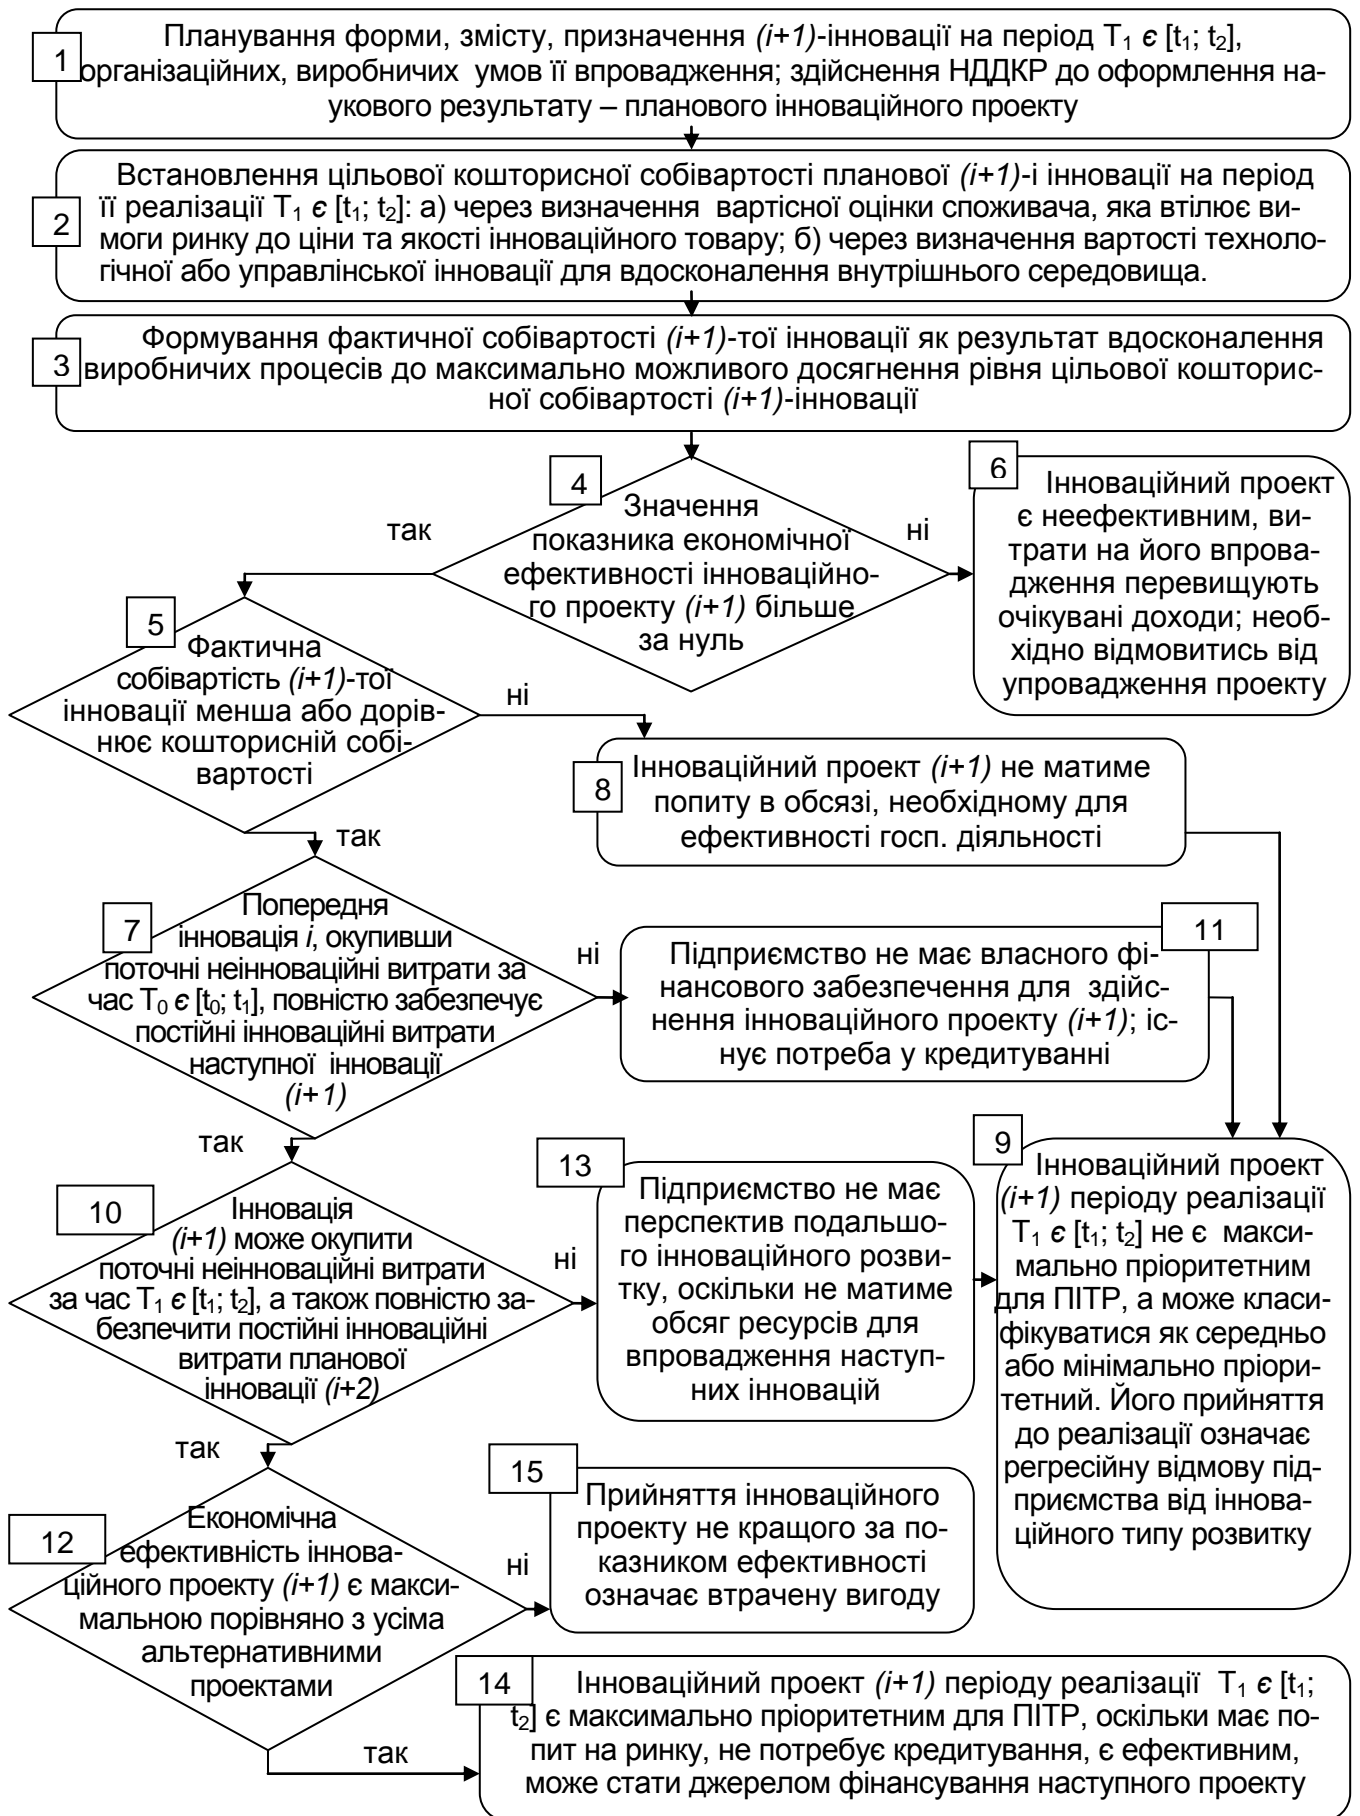 1
Планування форми, змісту, призначення (i+1)-інновації на період T₁ є [t₁; t₂],
організаційних, виробничих умов її впровадження; здійснення НДДКР до оформлення на-
укового результату – планового інноваційного проекту
2
Встановлення цільової кошторисної собівартості планової (i+1)-і інновації на період
її реалізації T₁ є [t₁; t₂]: а) через визначення вартісної оцінки споживача, яка втілює ви-
моги ринку до ціни та якості інноваційного товару; б) через визначення вартості техноло-
гічної або управлінської інновації для вдосконалення внутрішнього середовища.
3
Формування фактичної собівартості (i+1)-тої інновації як результат вдосконалення
виробничих процесів до максимально можливого досягнення рівня цільової кошторис-
ної собівартості (i+1)-інновації
4
Значення
показника економічної
ефективності інноваційно-
го проекту (i+1) більше
за нуль
так
ні
6
Інноваційний проект
є неефективним, ви-
трати на його впрова-
дження перевищують
очікувані доходи; необ-
хідно відмовитись від
упровадження проекту
5
Фактична
собівартість (i+1)-тої
інновації менша або дорів-
нює кошторисній собі-
вартості
ні
так
8
Інноваційний проект (i+1) не матиме
попиту в обсязі, необхідному для
ефективності госп. діяльності
7
Попередня
інновація i, окупивши
поточні неінноваційні витрати за
час T₀ є [t₀; t₁], повністю забезпечує
постійні інноваційні витрати
наступної інновації
(i+1)
ні
так
11
Підприємство не має власного фі-
нансового забезпечення для здійс-
нення інноваційного проекту (i+1); іс-
нує потреба у кредитуванні
10
Інновація
(i+1) може окупити
поточні неінноваційні витрати
за час T₁ є [t₁; t₂], а також повністю за-
безпечити постійні інноваційні
витрати планової
інновації (i+2)
ні
так
13
Підприємство не має
перспектив подальшо-
го інноваційного розви-
тку, оскільки не матиме
обсяг ресурсів для
впровадження наступ-
них інновацій
9
Інноваційний проект
(i+1) періоду реалізації
T₁ є [t₁; t₂] не є макси-
мально пріоритетним
для ПІТР, а може класи-
фікуватися як середньо
або мінімально пріори-
тетний. Його прийняття
до реалізації означає
регресійну відмову під-
приємства від іннова-
ційного типу розвитку
12
Економічна
ефективність іннова-
ційного проекту (i+1) є макси-
мальною порівняно з усіма
альтернативними
проектами
ні
так
15
Прийняття інноваційного
проекту не кращого за по-
казником ефективності
означає втрачену вигоду
14
Інноваційний проект (i+1) періоду реалізації T₁ є [t₁;
t₂] є максимально пріоритетним для ПІТР, оскільки має по-
пит на ринку, не потребує кредитування, є ефективним,
може стати джерелом фінансування наступного проекту